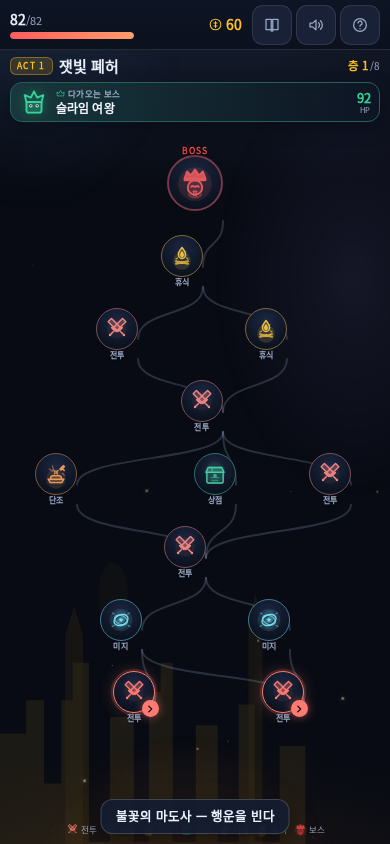 82/82
60
ACT 1 잿빛 폐허 층 1/8
다가오는 보스
슬라임 여왕
92
HP
BOSS
휴식
전투 휴식
전투
단조 상점 전투
전투
미지 미지
전투 전투
불꽃의 마도사 — 행운을 빈다
전투 보스